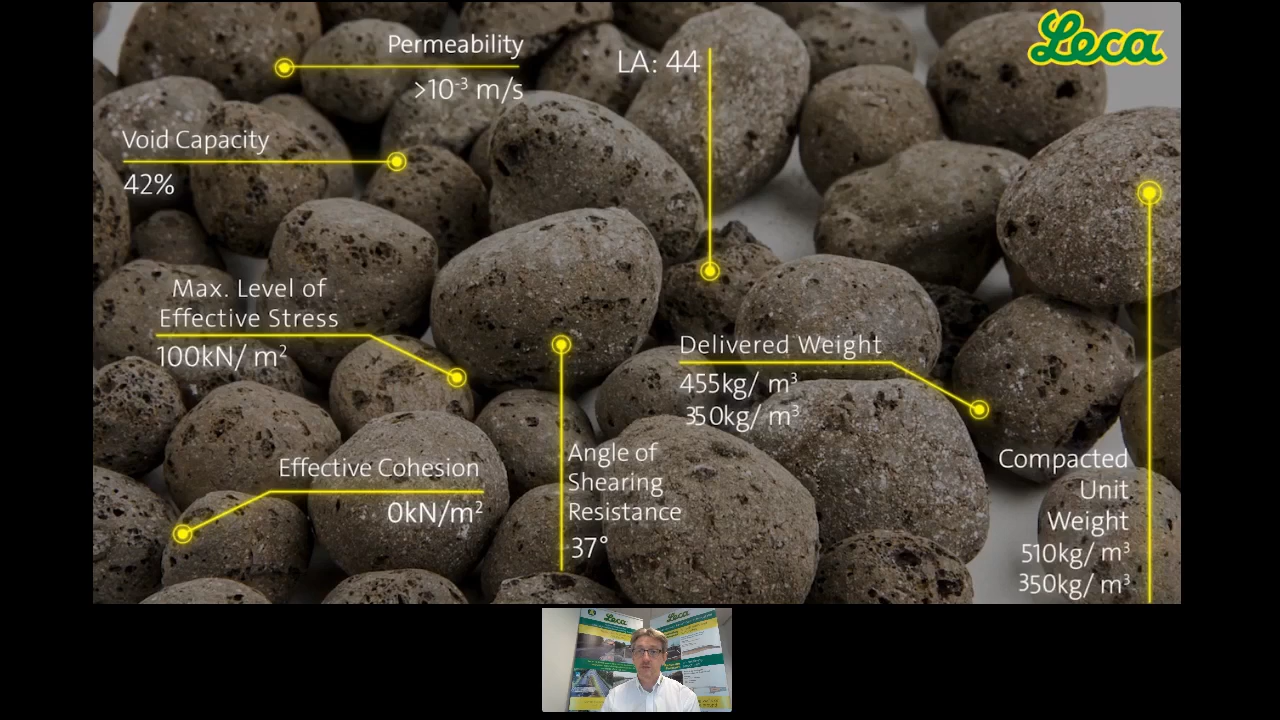 Leca
Permeability
>10⁻³ m/s
LA: 44
Void Capacity
42%
Max. Level of
Effective Stress
100kN/ m²
Delivered Weight
455kg/ m³
350kg/ m³
Effective Cohesion
0kN/m²
Angle of
Shearing
Resistance
37°
Compacted
Unit
Weight
510kg/ m³
350kg/ m³
Leca
Leca